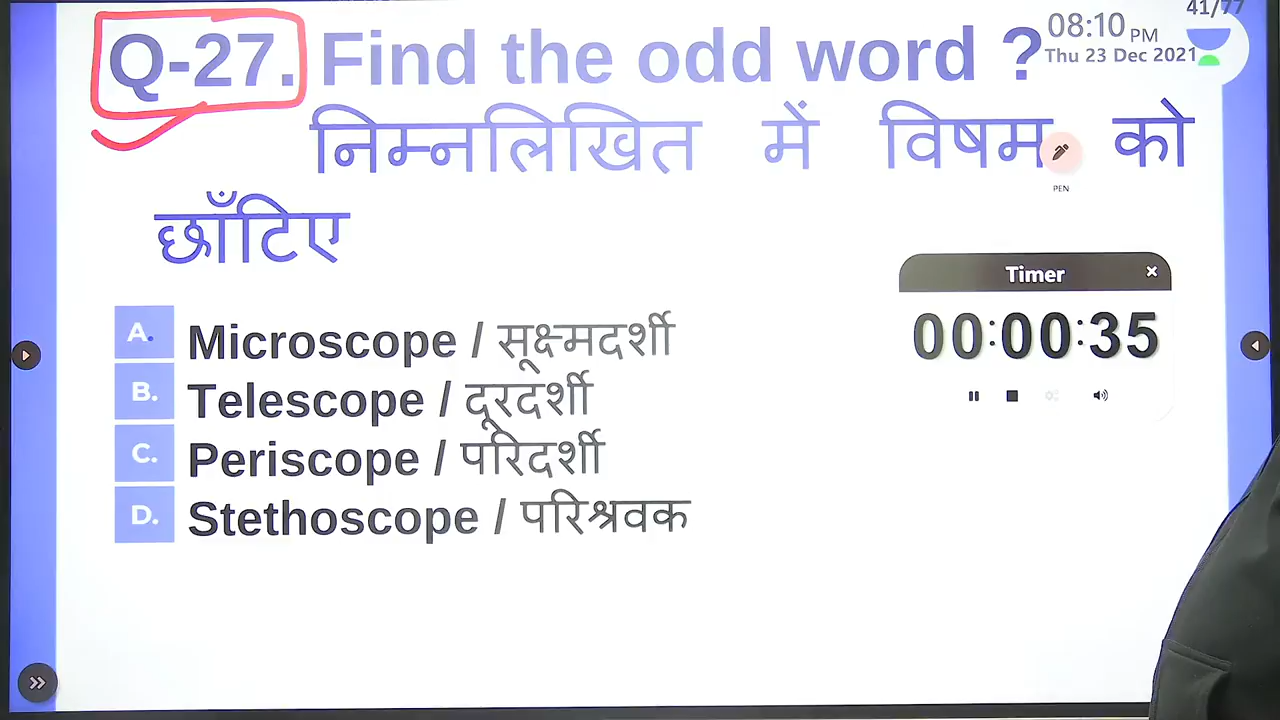 41/77
08:10 PM
Thu 23 Dec 2021
Q-27. Find the odd word ?
निम्नलिखित में विषम को
छाँटिए
PEN
Timer
00:00:35
A. Microscope / सूक्ष्मदर्शी
B. Telescope / दूरदर्शी
C. Periscope / परिदर्शी
D. Stethoscope / परिश्रवक